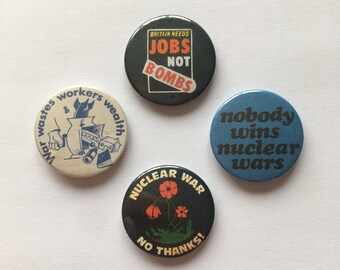 BRITAIN NEEDS
JOBS
NOT
BOMBS
War wastes workers wealth
nobody
wins
nuclear
wars
NUCLEAR WAR
NO THANKS!